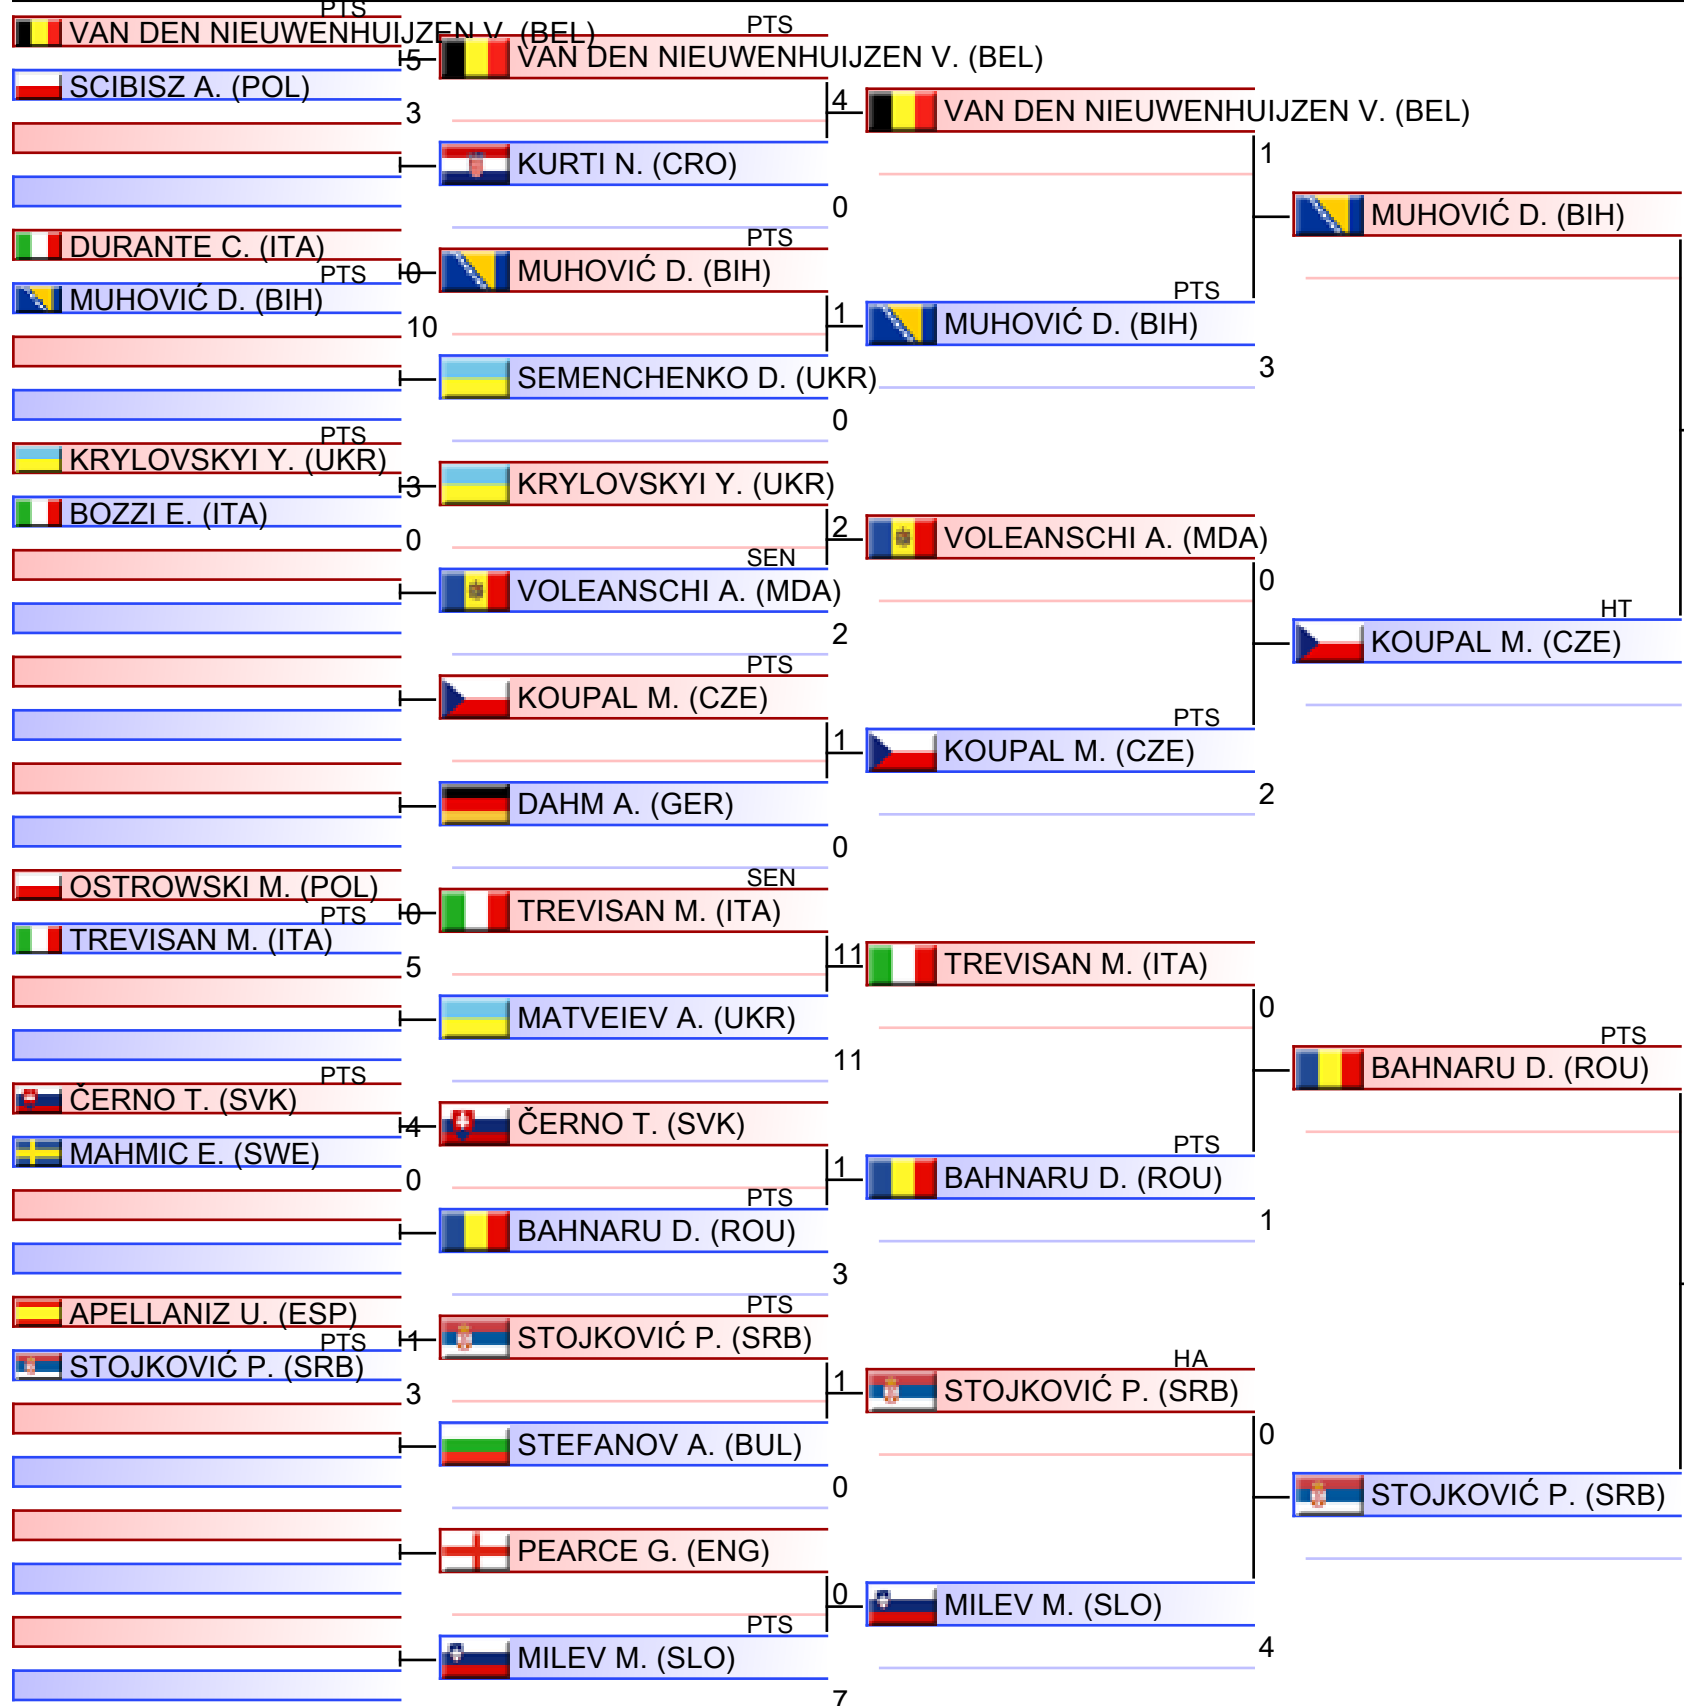 PTS
VAN DEN NIEUWENHUIJZEN V. (BEL)
5
SCIBISZ A. (POL)
3
DURANTE C. (ITA)
0
PTS
MUHOVIĆ D. (BIH)
10
PTS
KRYLOVSKYI Y. (UKR)
3
BOZZI E. (ITA)
0
OSTROWSKI M. (POL)
0
PTS
TREVISAN M. (ITA)
5
PTS
ČERNO T. (SVK)
4
MAHMIC E. (SWE)
0
APELLANIZ U. (ESP)
1
PTS
STOJKOVIĆ P. (SRB)
3
PTS
VAN DEN NIEUWENHUIJZEN V. (BEL)
4
KURTI N. (CRO)
0
PTS
MUHOVIĆ D. (BIH)
1
SEMENCHENKO D. (UKR)
0
KRYLOVSKYI Y. (UKR)
2
SEN
VOLEANSCHI A. (MDA)
2
PTS
KOUPAL M. (CZE)
1
DAHM A. (GER)
0
SEN
TREVISAN M. (ITA)
11
MATVEIEV A. (UKR)
11
ČERNO T. (SVK)
1
PTS
BAHNARU D. (ROU)
3
PTS
STOJKOVIĆ P. (SRB)
1
STEFANOV A. (BUL)
0
PEARCE G. (ENG)
0
PTS
MILEV M. (SLO)
7
VAN DEN NIEUWENHUIJZEN V. (BEL)
1
PTS
MUHOVIĆ D. (BIH)
3
VOLEANSCHI A. (MDA)
0
PTS
KOUPAL M. (CZE)
2
TREVISAN M. (ITA)
0
PTS
BAHNARU D. (ROU)
1
HA
STOJKOVIĆ P. (SRB)
0
MILEV M. (SLO)
4
MUHOVIĆ D. (BIH)
HT
KOUPAL M. (CZE)
PTS
BAHNARU D. (ROU)
STOJKOVIĆ P. (SRB)